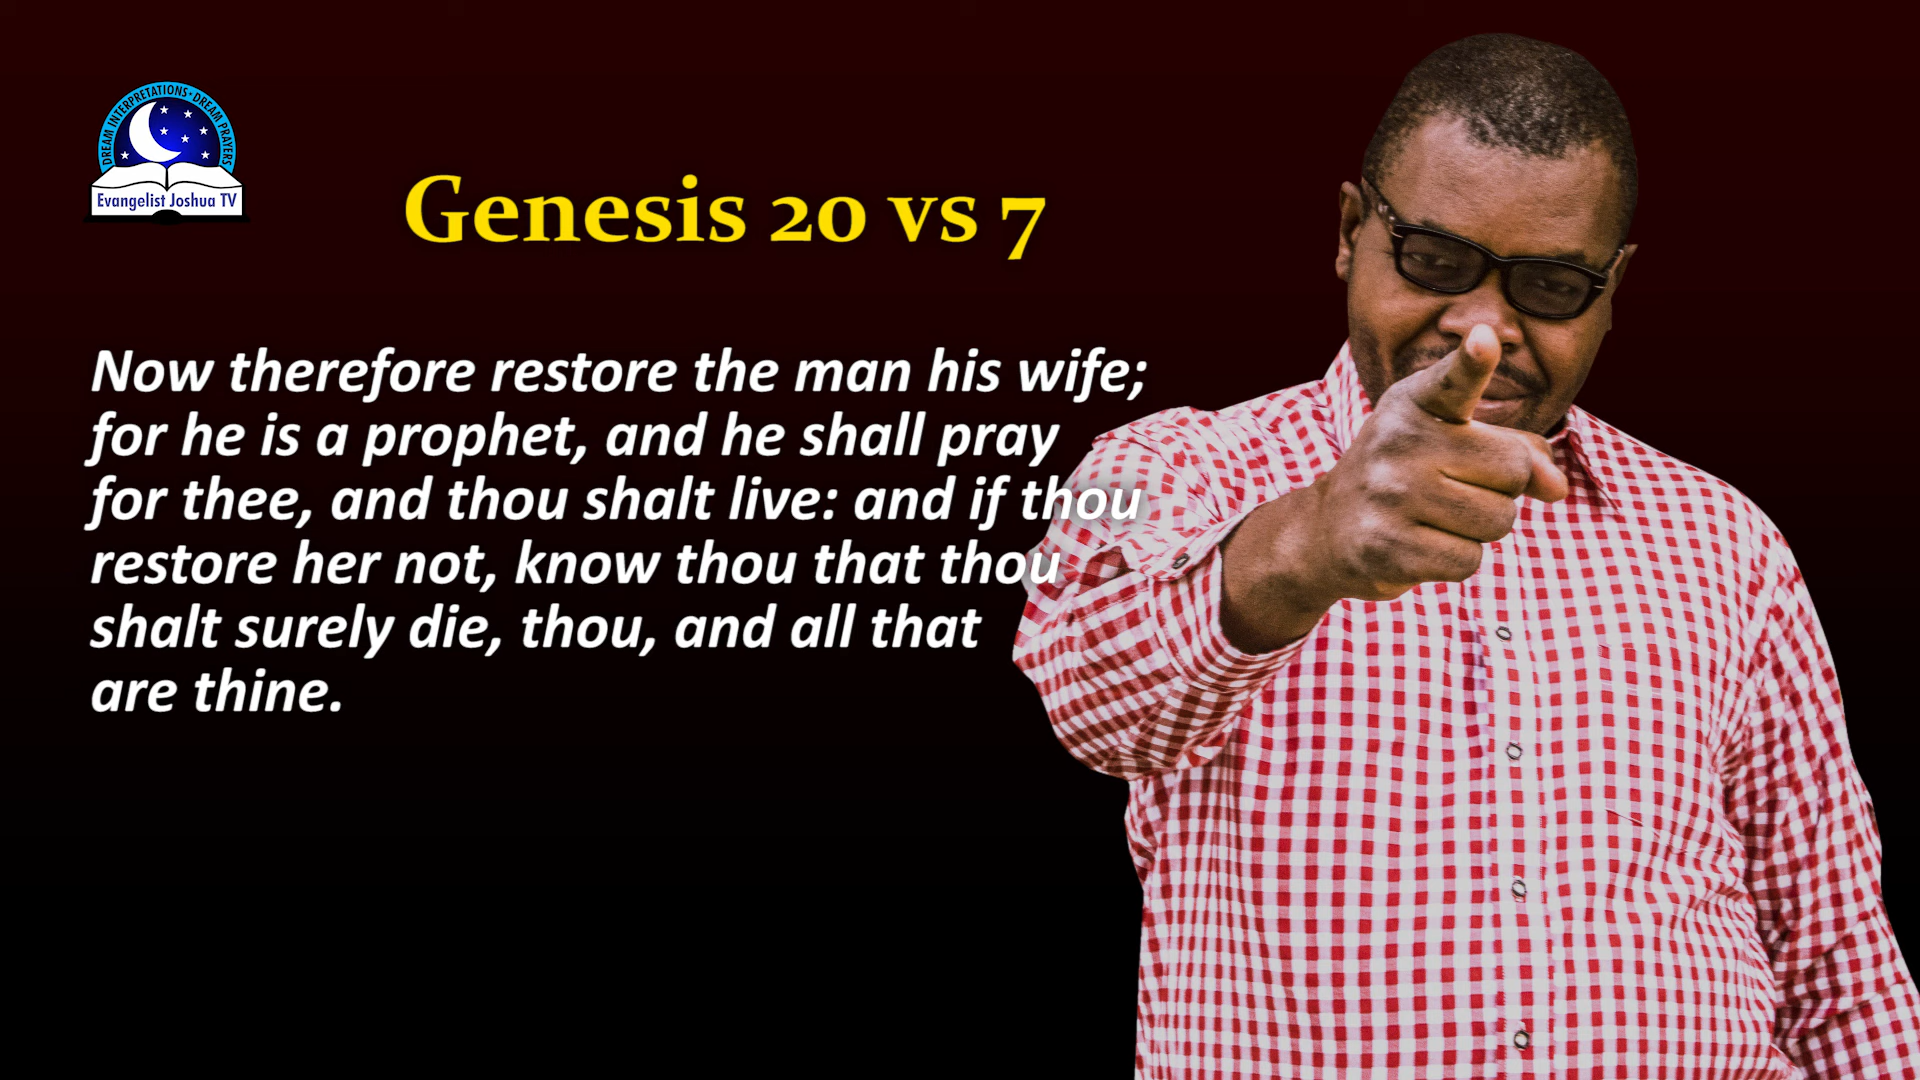 DREAM INTERPRETATIONS • DREAM PRAYERS
Evangelist Joshua TV
Genesis 20 vs 7
Now therefore restore the man his wife;
for he is a prophet, and he shall pray
for thee, and thou shalt live: and if thou
restore her not, know thou that thou
shalt surely die, thou, and all that
are thine.